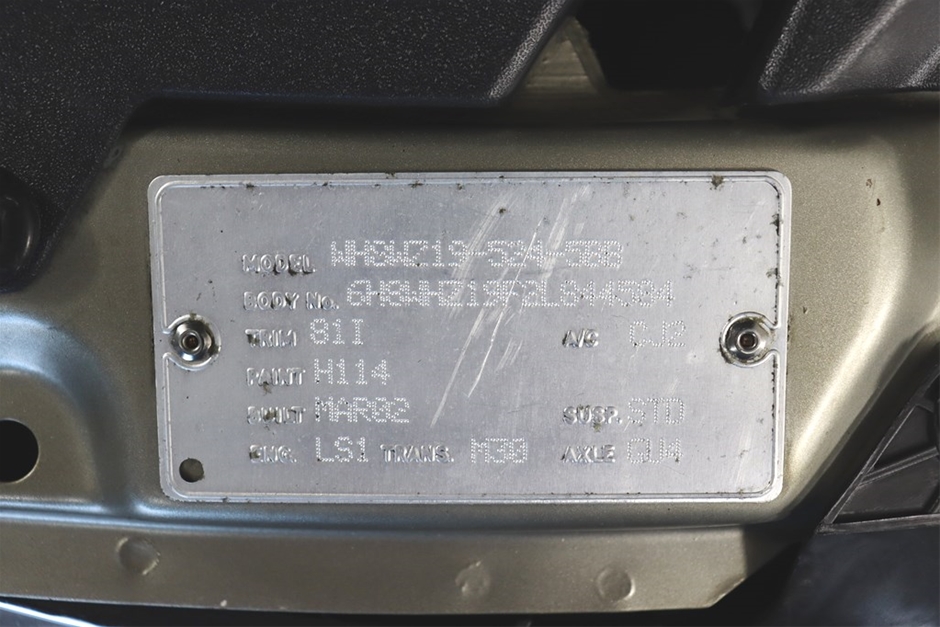 MODEL WH8WZ19-534-5BB
BODY No. 6H8WHZ19F2L844584
TRIM 81I A/C CJ2
PAINT H114
BUILT MAR02 SUSP. STD
ENG. LS1 TRANS. M30 AXLE GU4